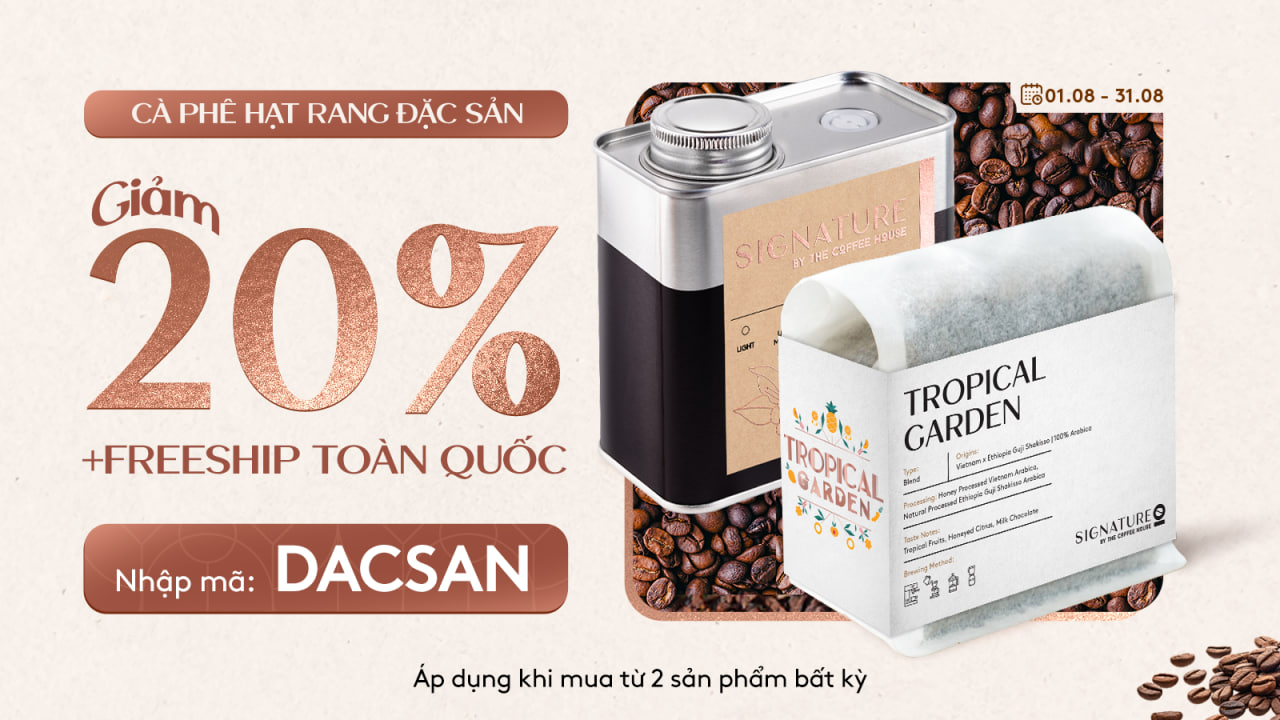 CÀ PHÊ HẠT RANG ĐẶC SẢN
Giảm
20%
+FREESHIP TOÀN QUỐC
Nhập mã: DACSAN
Áp dụng khi mua từ 2 sản phẩm bất kỳ
01.08 - 31.08
SIGNATURE
BY THE COFFEE HOUSE
LIGHT
TROPICAL
GARDEN
TROPICAL
GARDEN
Type:
Blend
Origins:
Vietnam x Ethiopia Guji Shakisso | 100% Arabica
Processing: Honey Processed Vietnam Arabica,
Natural Processed Ethiopia Guji Shakisso Arabica
Taste Notes:
Tropical Fruits, Honeyed Citrus, Milk Chocolate
Brewing Method:
SIGNATURE
BY THE COFFEE HOUSE